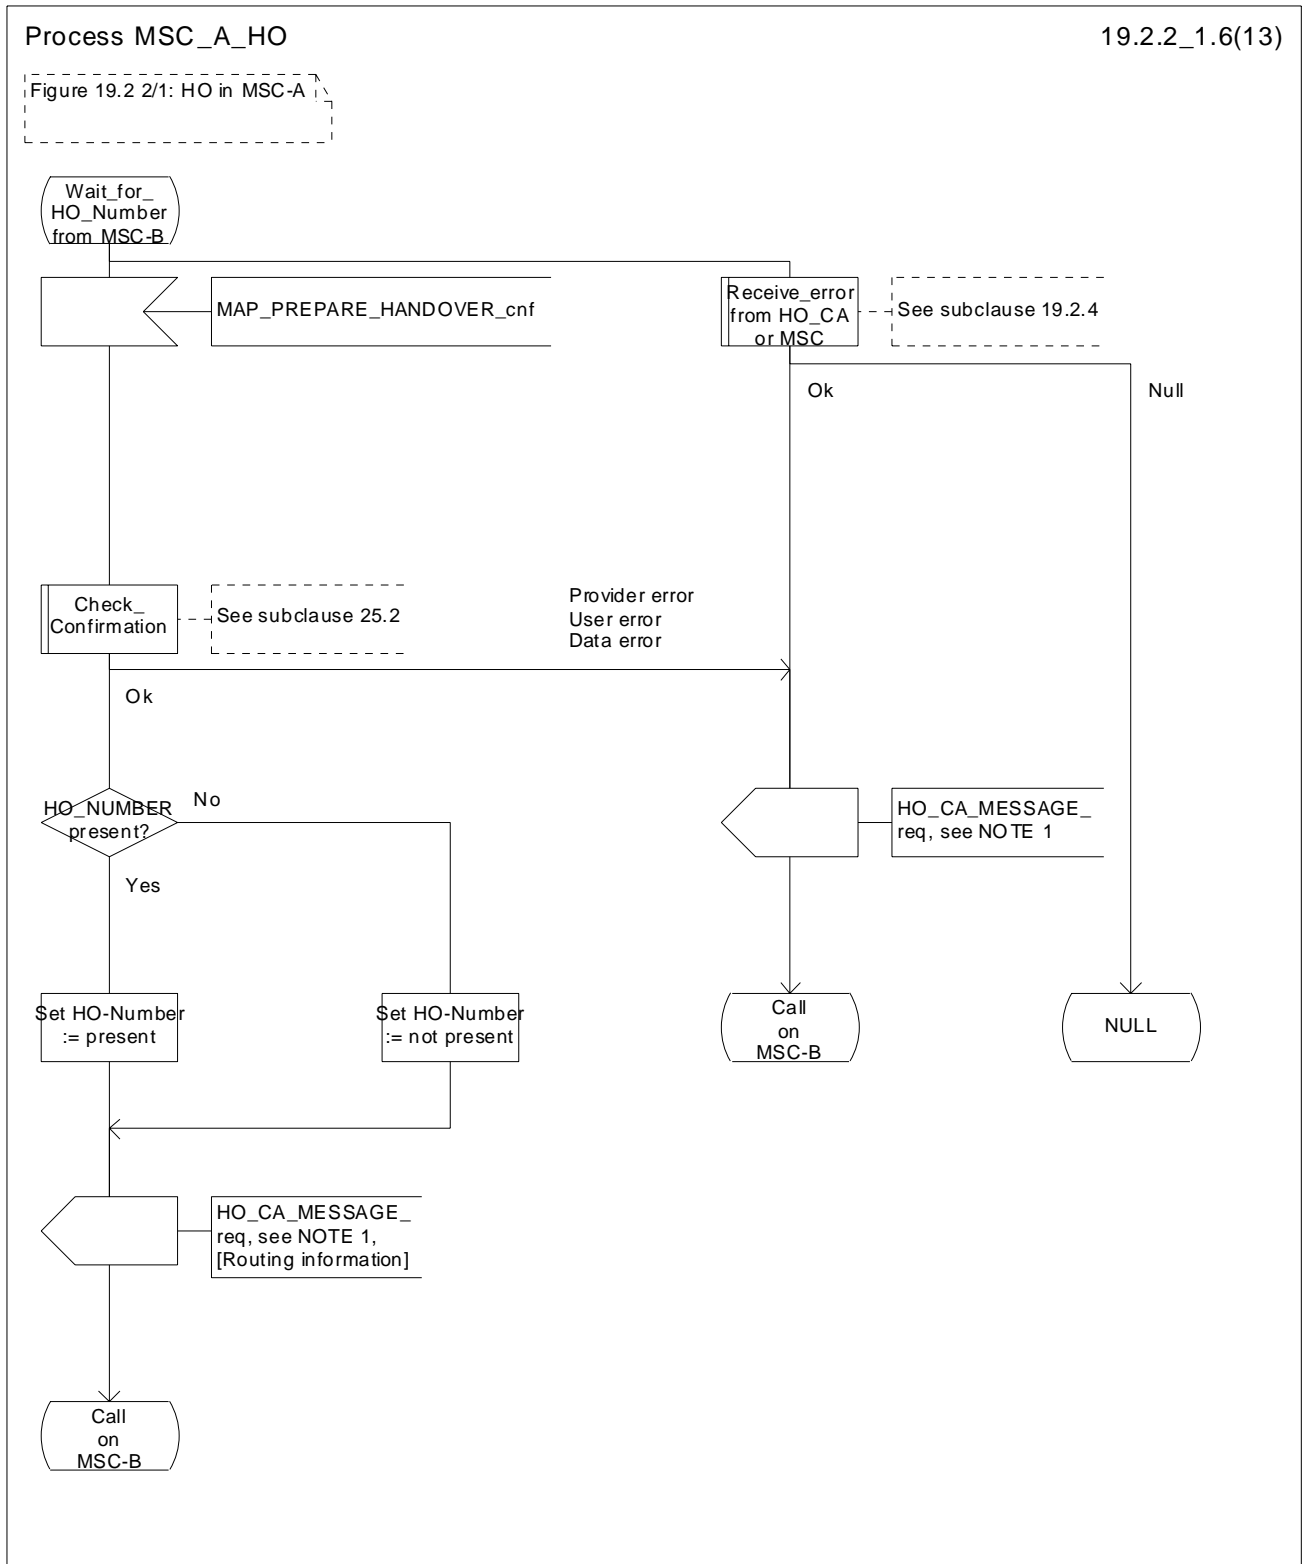 Process MSC_A_HO
19.2.2_1.6(13)
Figure 19.2 2/1: HO in MSC-A
Wait_for_
HO_Number
from MSC-B
MAP_PREPARE_HANDOVER_cnf
Receive_error
from HO_CA
or MSC
See subclause 19.2.4
Ok
Null
Check_
Confirmation
See subclause 25.2
Provider error
User error
Data error
Ok
HO_NUMBER
present?
No
HO_CA_MESSAGE_
req, see NOTE 1
Yes
Set HO-Number
:= present
Set HO-Number
:= not present
Call
on
MSC-B
NULL
HO_CA_MESSAGE_
req, see NOTE 1,
[Routing information]
Call
on
MSC-B